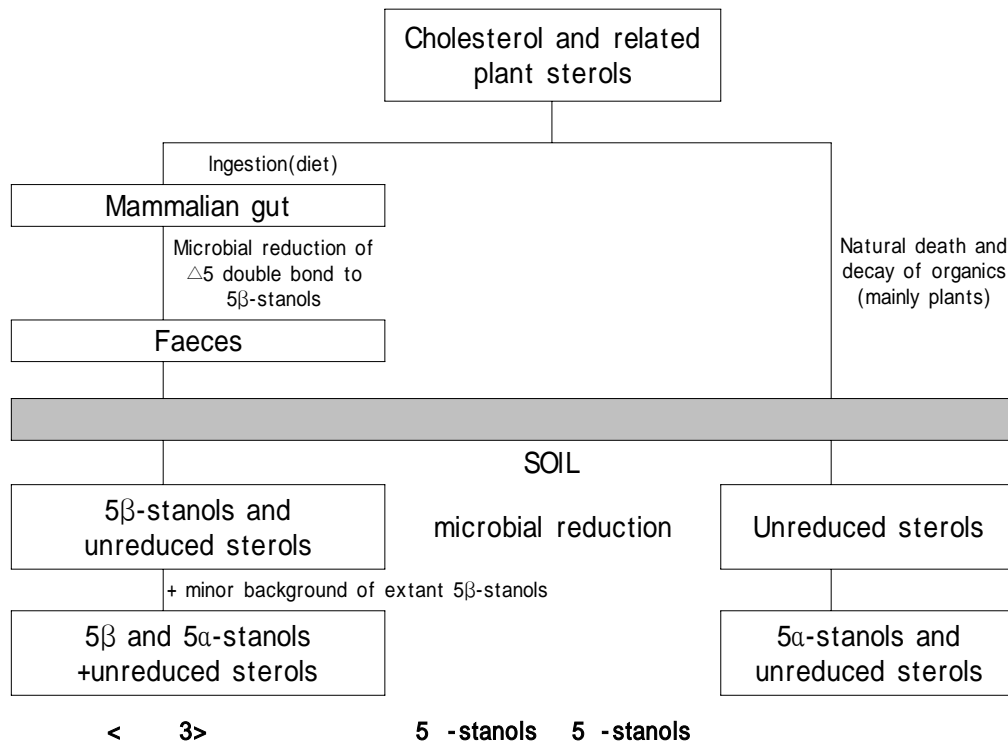 Cholesterol and related
plant sterols
Ingestion(diet)
Mammalian gut
Microbial reduction of
△5 double bond to
5β-stanols
Natural death and
decay of organics
(mainly plants)
Faeces
SOIL
5β-stanols and
unreduced sterols
microbial reduction
Unreduced sterols
+ minor background of extant 5β-stanols
5β and 5α-stanols
+unreduced sterols
5α-stanols and
unreduced sterols
< 3> 5 -stanols 5 -stanols